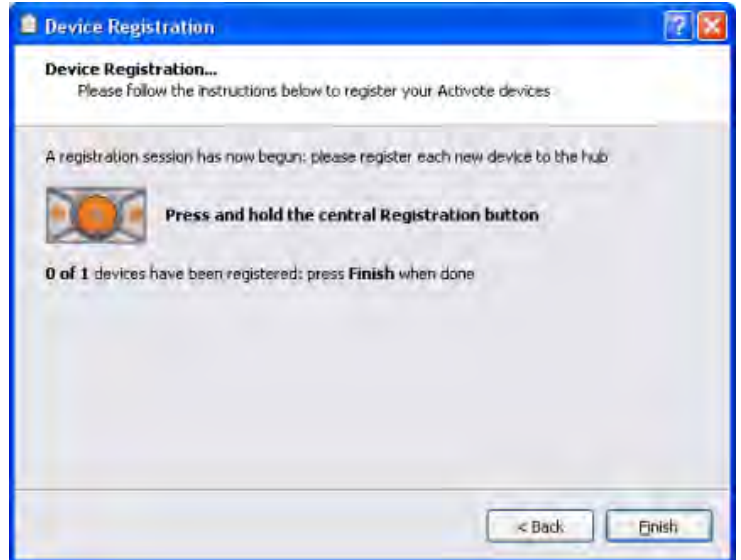 Device Registration
Device Registration...
Please follow the instructions below to register your Activote devices
A registration session has now begun: please register each new device to the hub
Press and hold the central Registration button
0 of 1 devices have been registered: press Finish when done
< Back
Finish